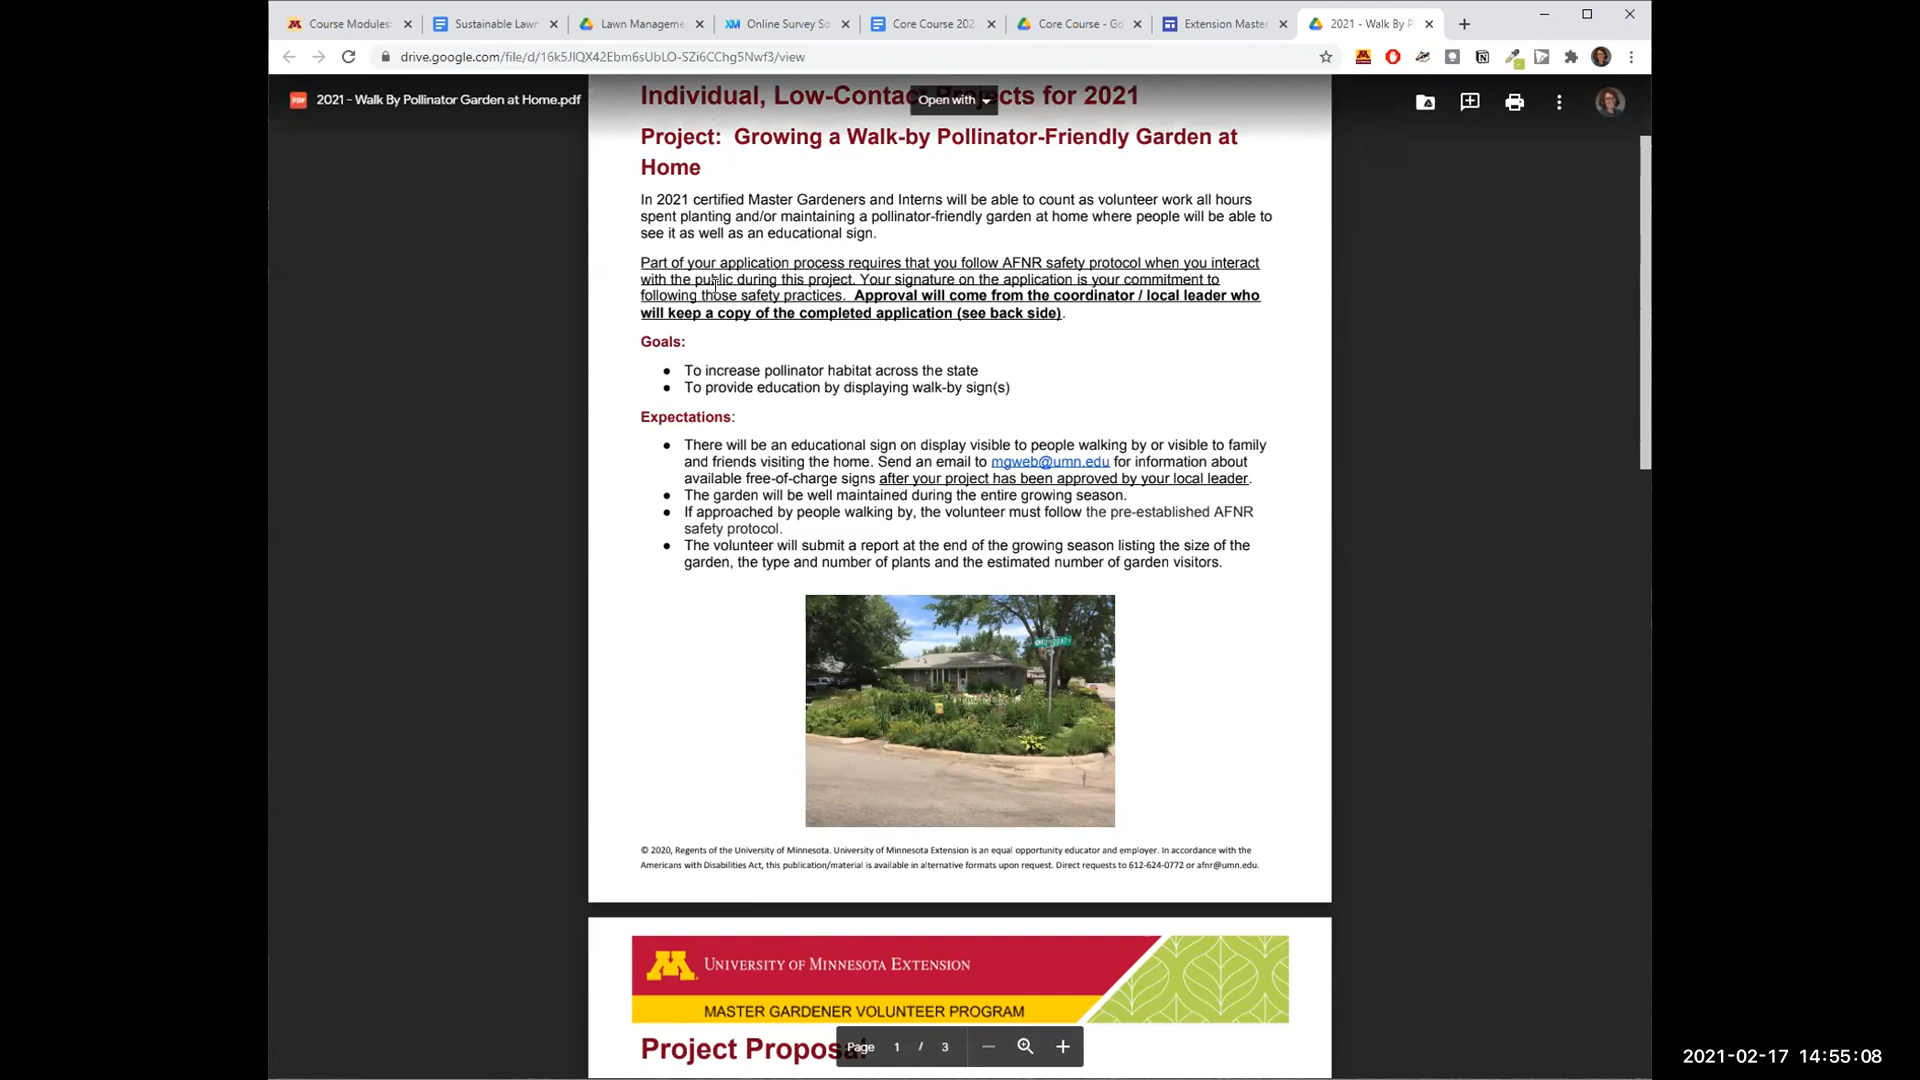 Course Modules:
Sustainable Lawn
Lawn Manageme
Online Survey So
Core Course 202
Core Course - Go
Extension Master
2021 - Walk By P
drive.google.com/file/d/16k5JIQX42Ebm6sUbLO-SZi6CChg5Nwf3/view
2021 - Walk By Pollinator Garden at Home.pdf
Open with
Individual, Low-Contact Projects for 2021
Project: Growing a Walk-by Pollinator-Friendly Garden at
Home
In 2021 certified Master Gardeners and Interns will be able to count as volunteer work all hours
spent planting and/or maintaining a pollinator-friendly garden at home where people will be able to
see it as well as an educational sign.
Part of your application process requires that you follow AFNR safety protocol when you interact
with the public during this project. Your signature on the application is your commitment to
following those safety practices. Approval will come from the coordinator / local leader who
will keep a copy of the completed application (see back side).
Goals:
● To increase pollinator habitat across the state
● To provide education by displaying walk-by sign(s)
Expectations:
● There will be an educational sign on display visible to people walking by or visible to family
and friends visiting the home. Send an email to mgweb@umn.edu for information about
available free-of-charge signs after your project has been approved by your local leader.
● The garden will be well maintained during the entire growing season.
● If approached by people walking by, the volunteer must follow the pre-established AFNR
safety protocol.
● The volunteer will submit a report at the end of the growing season listing the size of the
garden, the type and number of plants and the estimated number of garden visitors.
© 2020, Regents of the University of Minnesota. University of Minnesota Extension is an equal opportunity educator and employer. In accordance with the
Americans with Disabilities Act, this publication/material is available in alternative formats upon request. Direct requests to 612-624-0772 or afnr@umn.edu.
UNIVERSITY OF MINNESOTA EXTENSION
MASTER GARDENER VOLUNTEER PROGRAM
Project Proposal
Page 1 / 3
2021-02-17 14:55:08